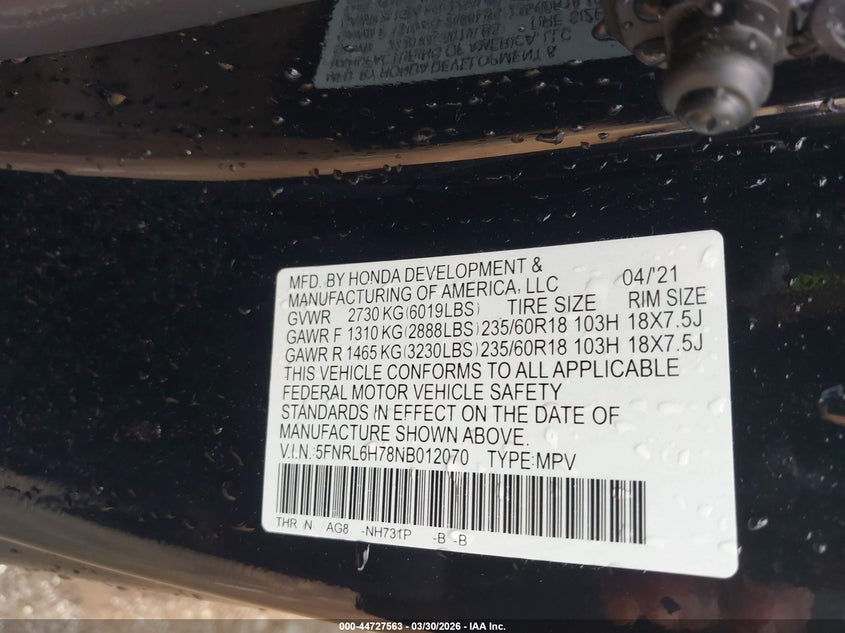 MFD. BY HONDA DEVELOPMENT &
MANUFACTURING OF AMERICA, LLC 04/'21
GVWR 2730 KG (6019LBS) TIRE SIZE RIM SIZE
GAWR F 1310 KG (2888LBS) 235/60R18 103H 18X7.5J
GAWR R 1465 KG (3230LBS) 235/60R18 103H 18X7.5J
THIS VEHICLE CONFORMS TO ALL APPLICABLE
FEDERAL MOTOR VEHICLE SAFETY
STANDARDS IN EFFECT ON THE DATE OF
MANUFACTURE SHOWN ABOVE.
V.I.N.:5FNRL6H78NB012070 TYPE:MPV
THR N AG8 -NH731P -B -B
000-44727563 — 03/30/2026 — IAA Inc.